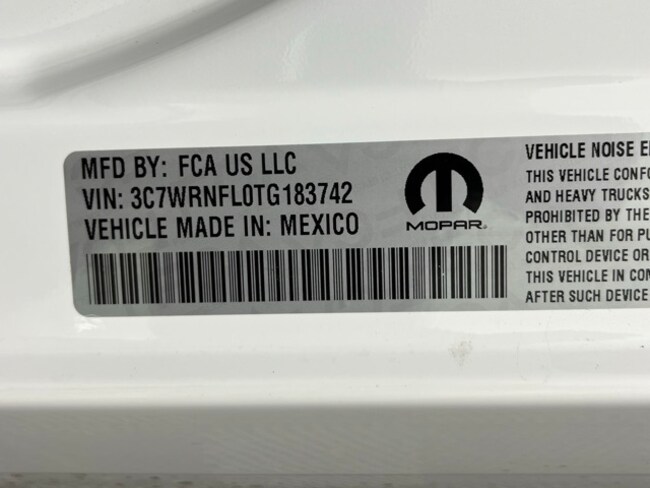 MFD BY: FCA US LLC
VIN: 3C7WRNFL0TG183742
VEHICLE MADE IN: MEXICO
MOPAR
VEHICLE NOISE
THIS VEHICLE
AND HEAVY TRUCKS
PROHIBITED BY THE
OTHER THAN FOR
CONTROL DEVICE OR
THIS VEHICLE IN
AFTER SUCH DEVICE